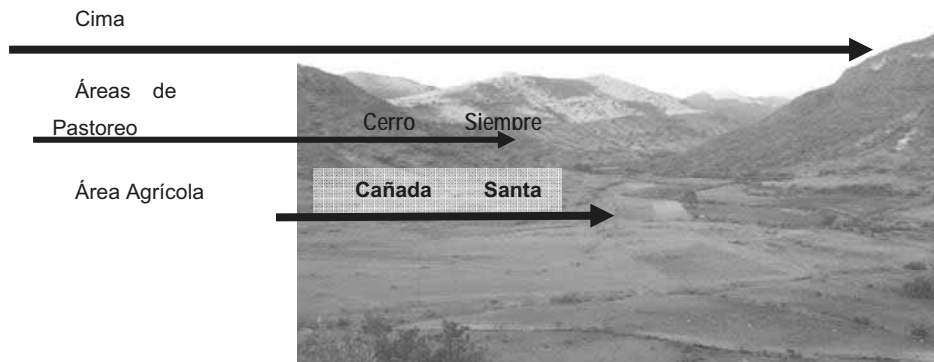 Cima
Áreas de
Pastoreo
Cerro Siempre
Área Agrícola
Cañada Santa